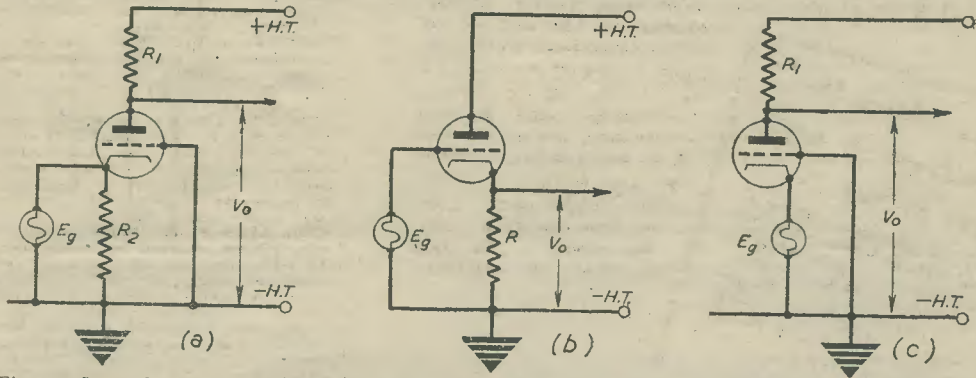 +H.T.
R1
Eg
R2
Vo
-H.T.
(a)
+H.T.
Eg
R
Vo
-H.T.
(b)
R1
Eg
Vo
-H.T.
(c)